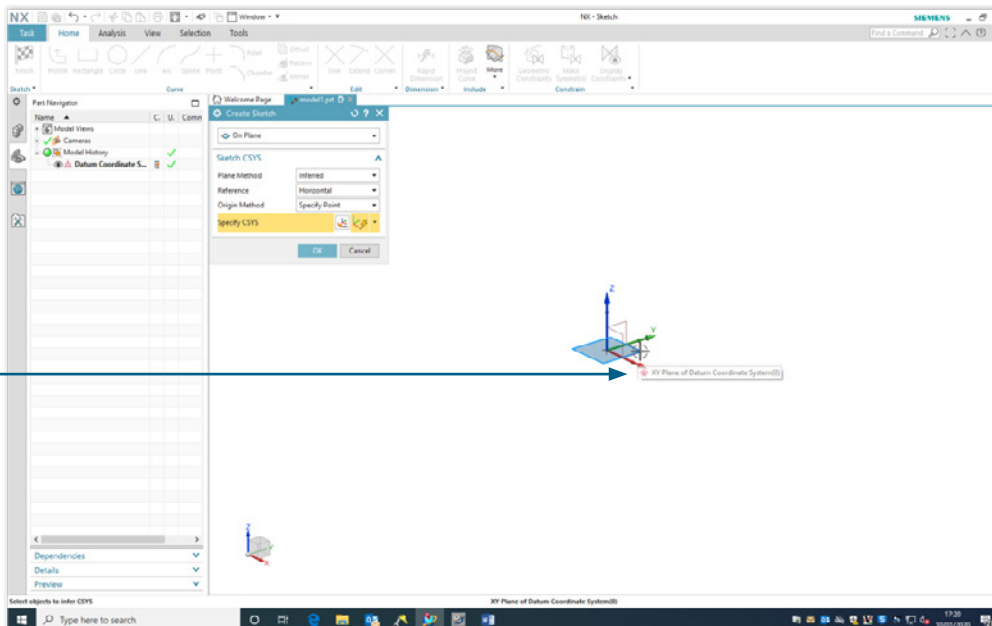 NX Window NX - Sketch SIEMENS
Task Home Analysis View Selection Tools Find a Command
Finish Profile Rectangle Circle Line Arc Spline Point Fillet Chamfer Offset Pattern Mirror Trim Extend Corner Rapid Dimension Project Curve More Geometric Constraints Make Symmetric Display Constraints
Sketch Curve Edit Dimension Include Constrain
Part Navigator
Name C. U. Comm
Model Views
Cameras
Model History
Datum Coordinate S...
Welcome Page model1.prt
Create Sketch
On Plane
Sketch CSYS
Plane Method Inferred
Reference Horizontal
Origin Method Specify Point
Specify CSYS
OK Cancel
Z
Y
XY Plane of Datum Coordinate System(0)
Z
X
Dependencies
Details
Preview
Select objects to infer CSYS XY Plane of Datum Coordinate System(0)
Type here to search 17:20